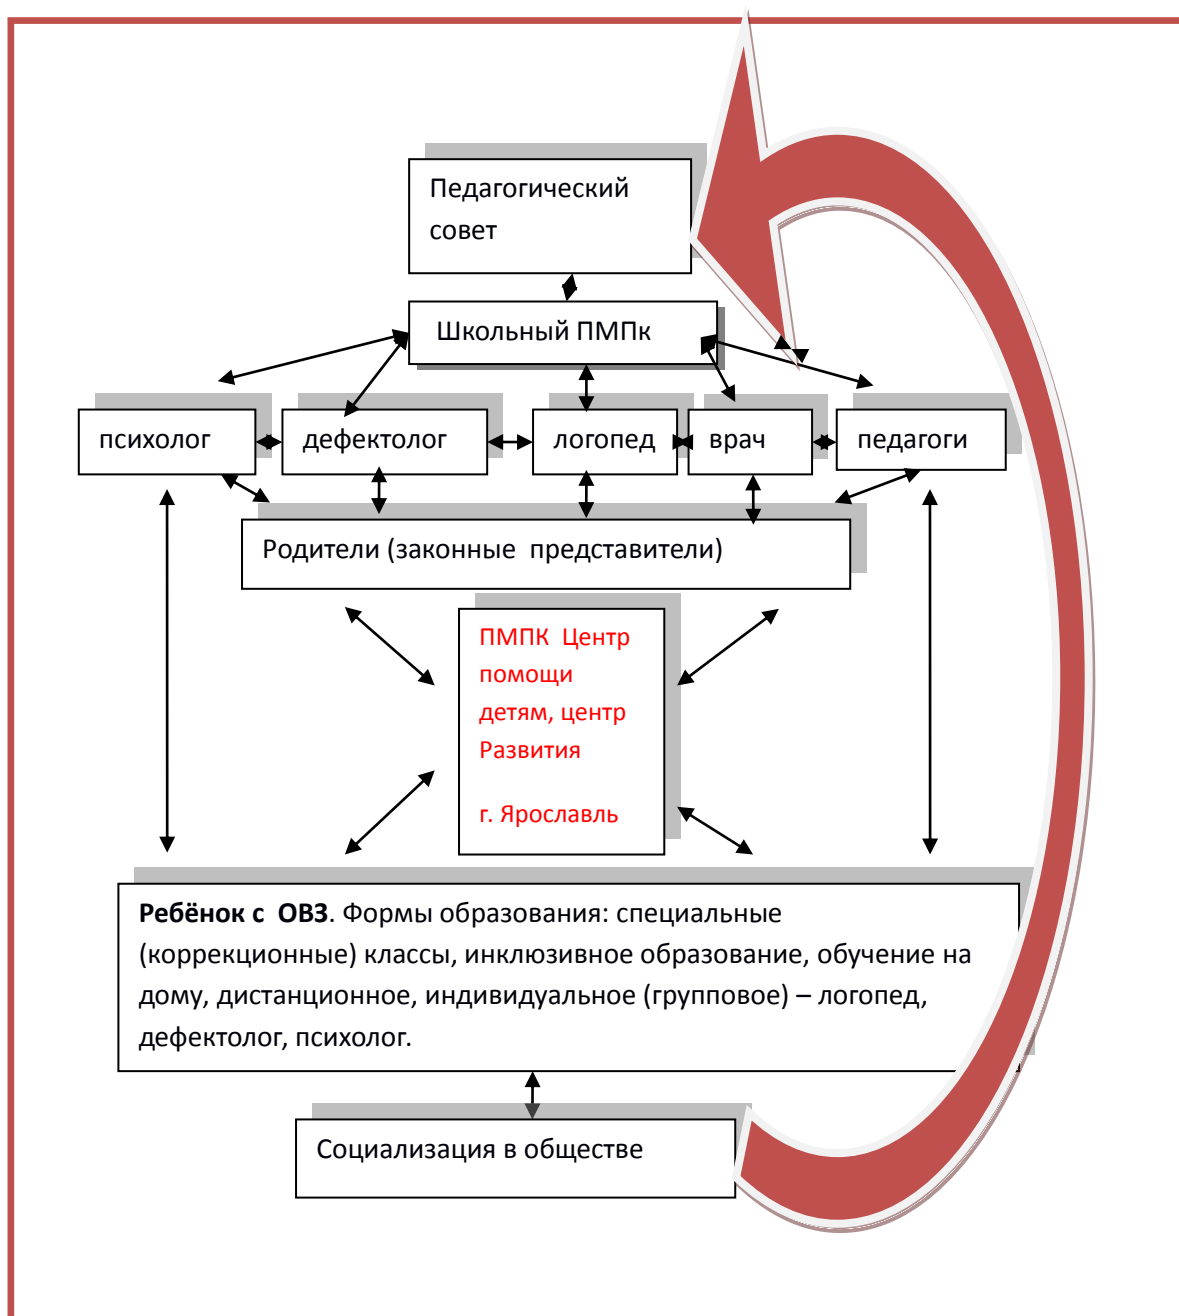 Педагогический
совет
Школьный ПМПк
психолог
дефектолог
логопед
врач
педагоги
Родители (законные представители)
ПМПК Центр
помощи
детям, центр
Развития
г. Ярославль
Ребёнок с ОВЗ. Формы образования: специальные
(коррекционные) классы, инклюзивное образование, обучение на
дому, дистанционное, индивидуальное (групповое) – логопед,
дефектолог, психолог.
Социализация в обществе